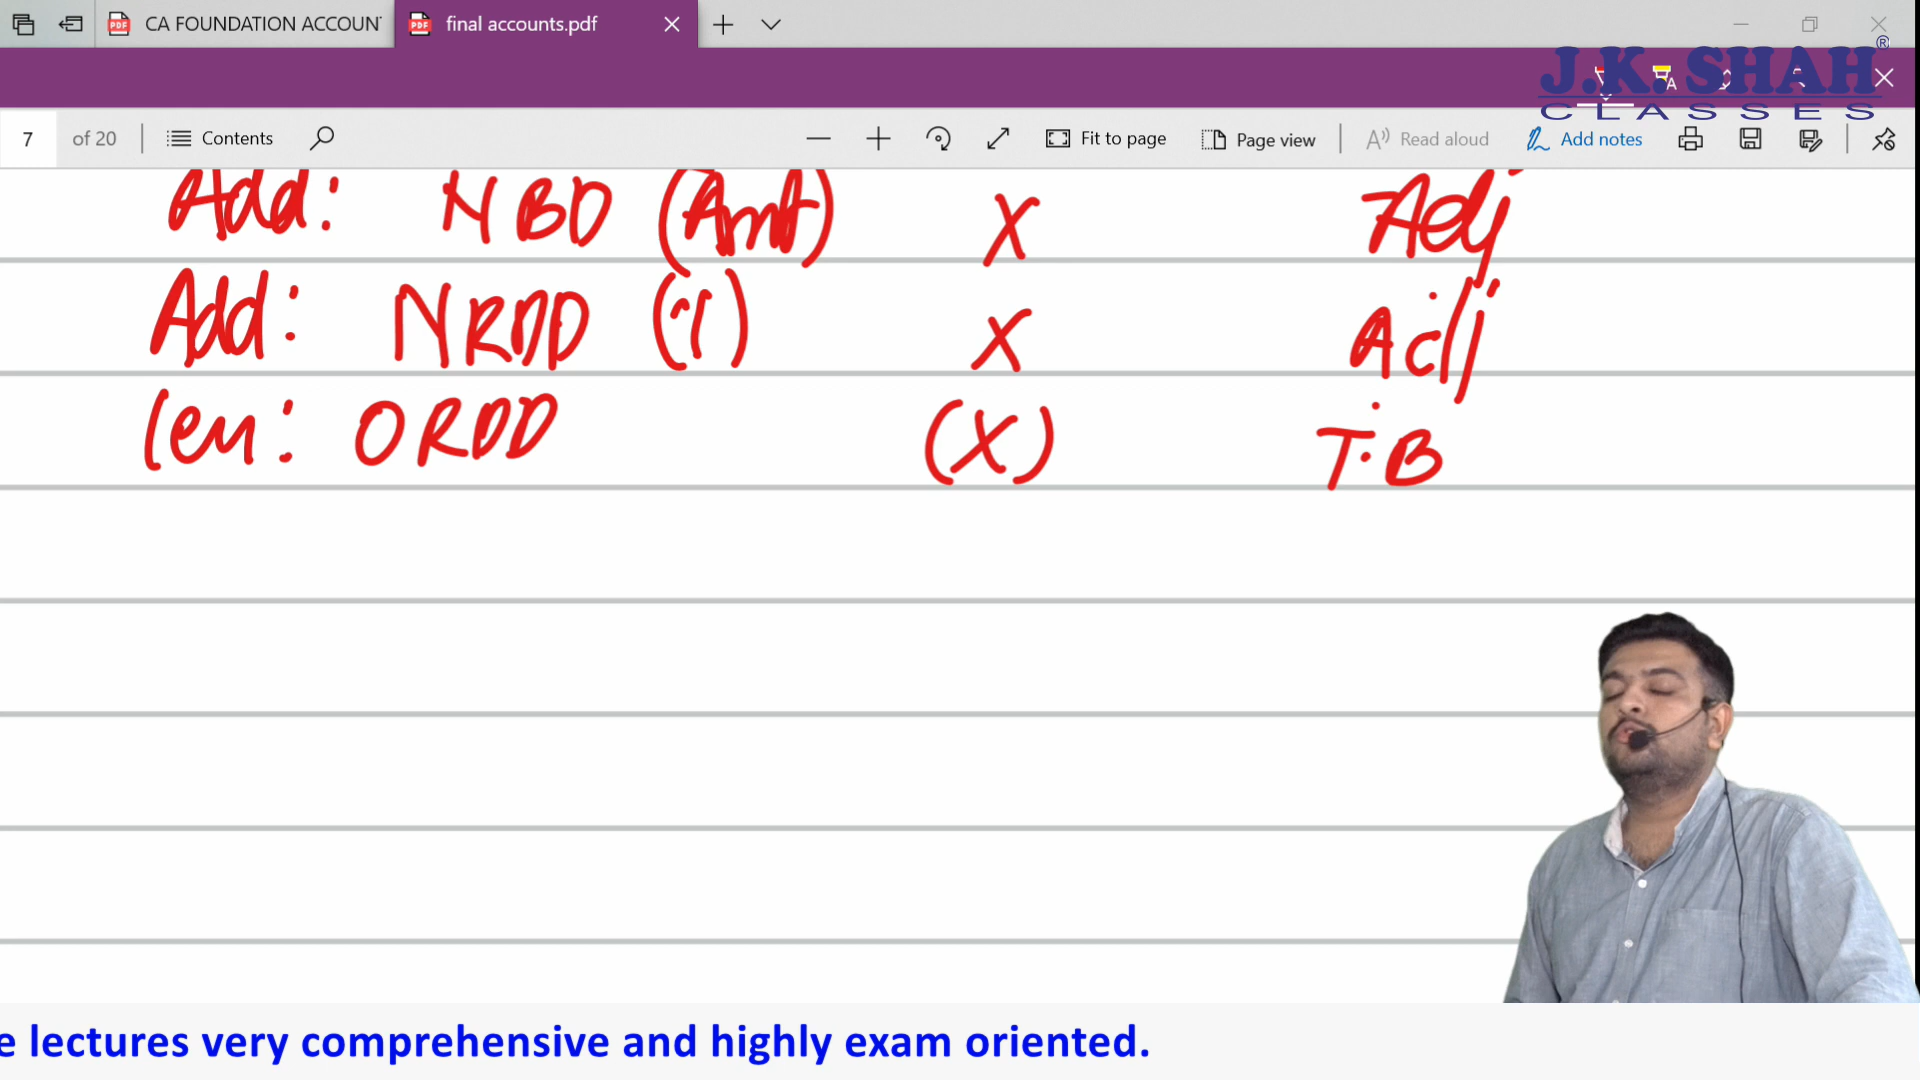 CA FOUNDATION ACCOUN
final accounts.pdf
J.K. SHAH®
CLASSES
7 of 20 Contents Fit to page Page view Read aloud Add notes
Add: NBD (Amt) X Adj
Add: NRDD (1) X Adj
Less: ORDD (X) T.B
e lectures very comprehensive and highly exam oriented.